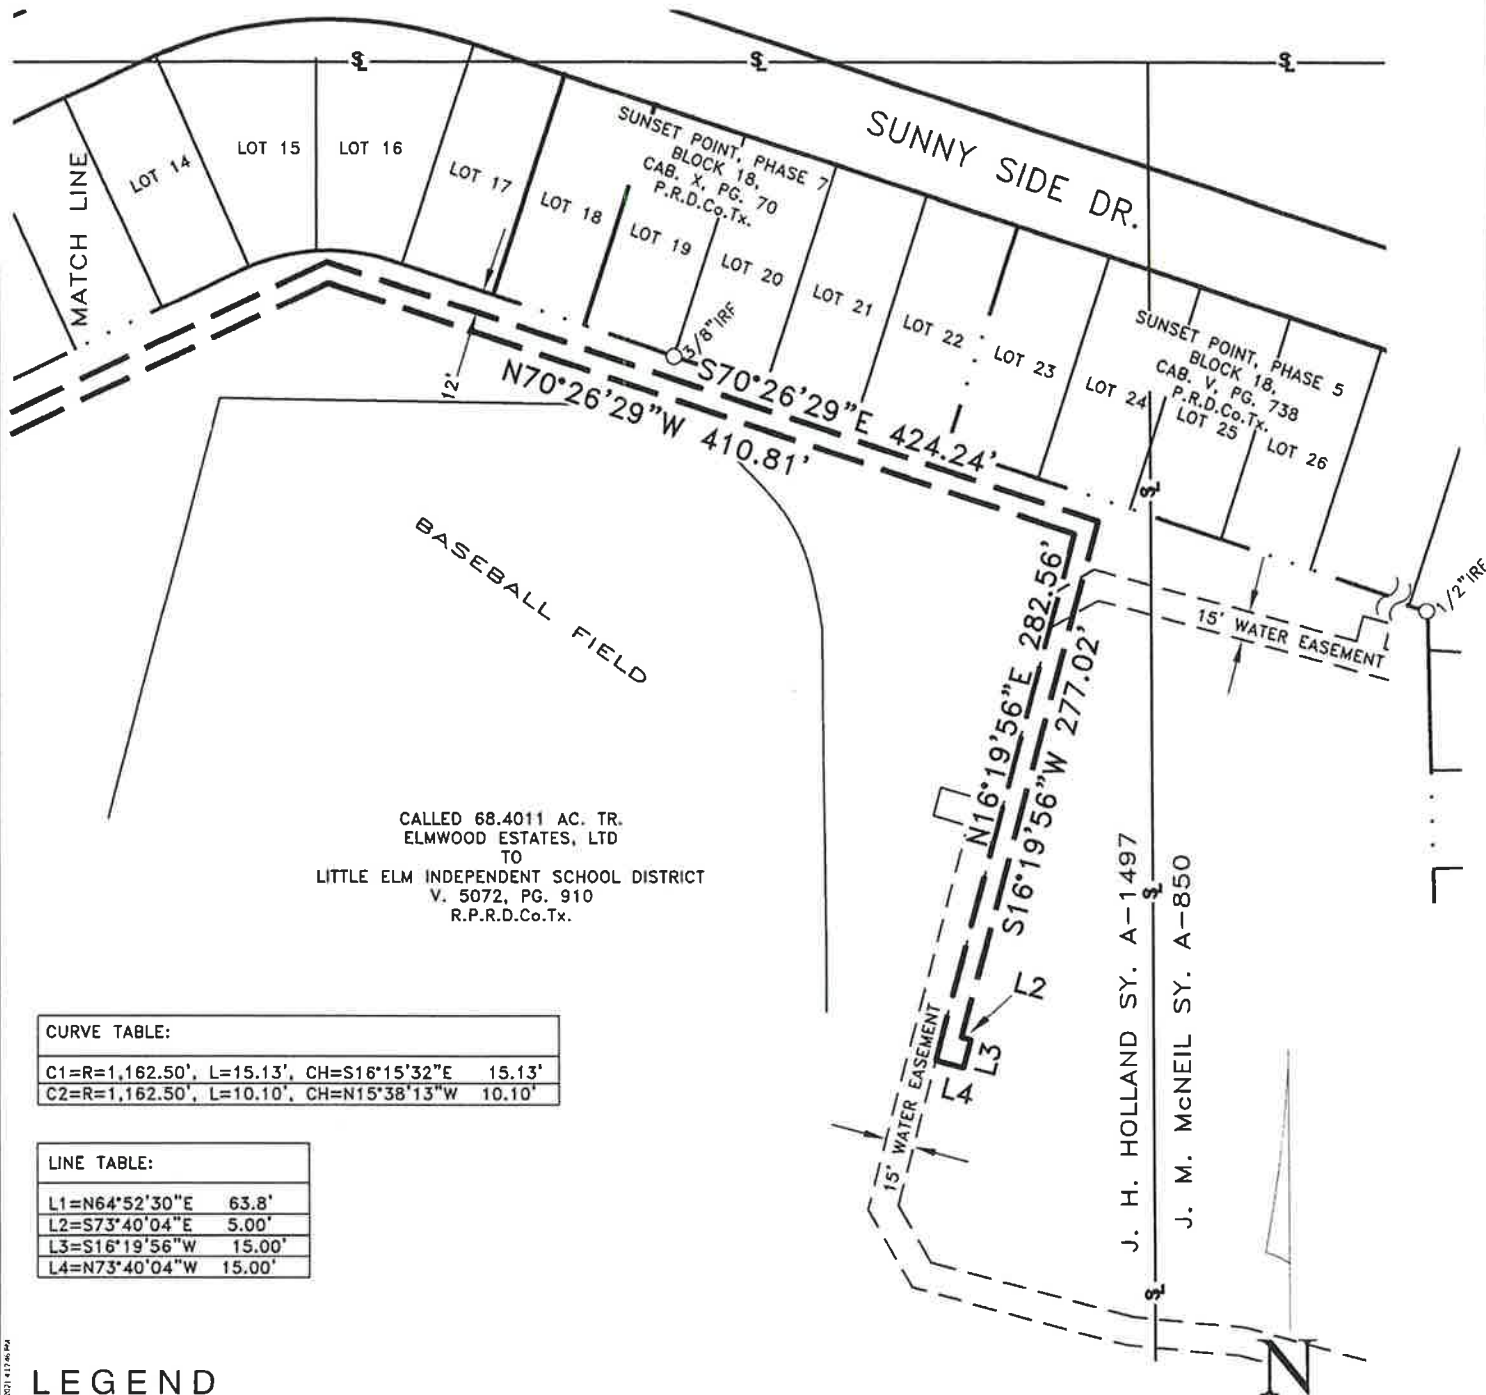 SUNNY SIDE DR.
MATCH LINE
LOT 14
LOT 15
LOT 16
LOT 17
LOT 18
LOT 19
LOT 20
LOT 21
LOT 22
LOT 23
LOT 24
LOT 25
LOT 26
SUNSET POINT, PHASE 7
BLOCK 18,
CAB. X, PG. 70
P.R.D.Co.Tx.
SUNSET POINT, PHASE 5
BLOCK 18,
CAB. V, PG. 738
P.R.D.Co.Tx.
3/8"IRF
1/2"IRF
12'
S70°26'29"E 424.24'
N70°26'29"W 410.81'
BASEBALL FIELD
N16°19'56"E 282.56'
S16°19'56"W 277.02'
15' WATER EASEMENT
CALLED 68.4011 AC. TR.
ELMWOOD ESTATES, LTD
TO
LITTLE ELM INDEPENDENT SCHOOL DISTRICT
V. 5072, PG. 910
R.P.R.D.Co.Tx.
L2
L3
L4
15' WATER EASEMENT
J. H. HOLLAND SY. A-1497
J. M. McNEIL SY. A-850
CURVE TABLE:
C1=R=1,162.50', L=15.13', CH=S16°15'32"E 15.13'
C2=R=1,162.50', L=10.10', CH=N15°38'13"W 10.10'
LINE TABLE:
L1=N64°52'30"E 63.8'
L2=S73°40'04"E 5.00'
L3=S16°19'56"W 15.00'
L4=N73°40'04"W 15.00'
LEGEND
N